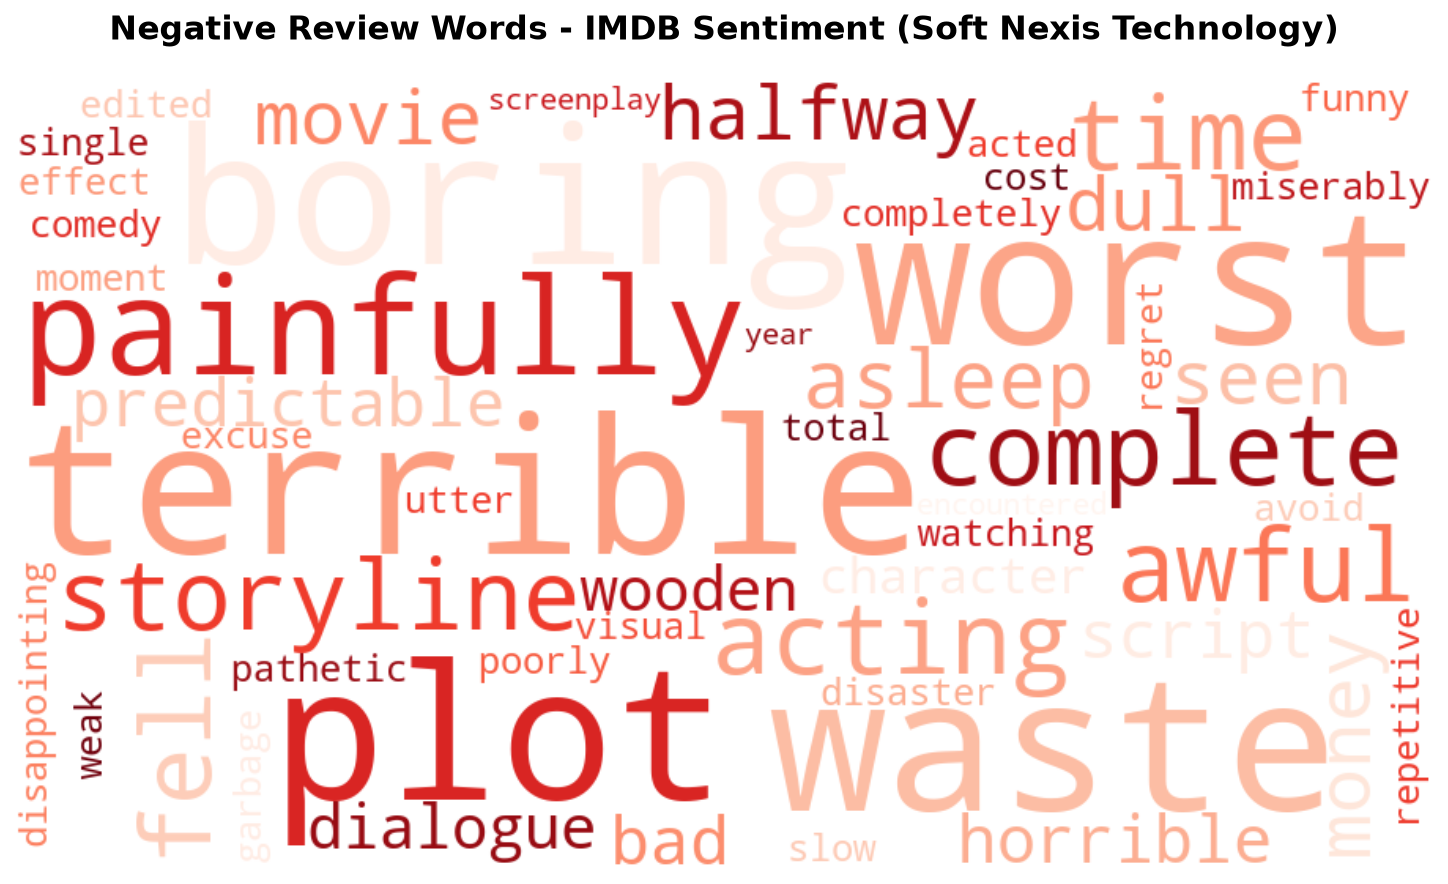 Negative Review Words - IMDB Sentiment (Soft Nexis Technology)
edited
movie
screenplay
halfway
time
funny
single
boring
acted
effect
cost
dull
miserably
comedy
completely
worst
moment
painfully
year
regret
predictable
asleep
seen
terrible
excuse
total
complete
utter
encountered
avoid
watching
awful
storyline
wooden
character
disappointing
visual
acting
script
fell
pathetic
poorly
money
repetitive
weak
plot
disaster
waste
garbage
dialogue
bad
slow
horrible